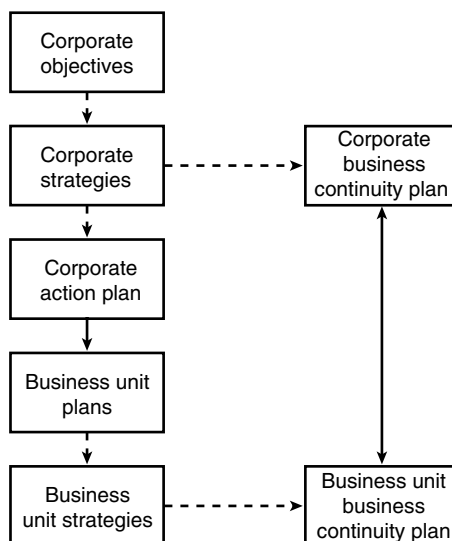 Corporate
objectives
Corporate
strategies
Corporate
business
continuity plan
Corporate
action plan
Business unit
plans
Business
unit strategies
Business unit
business
continuity plan